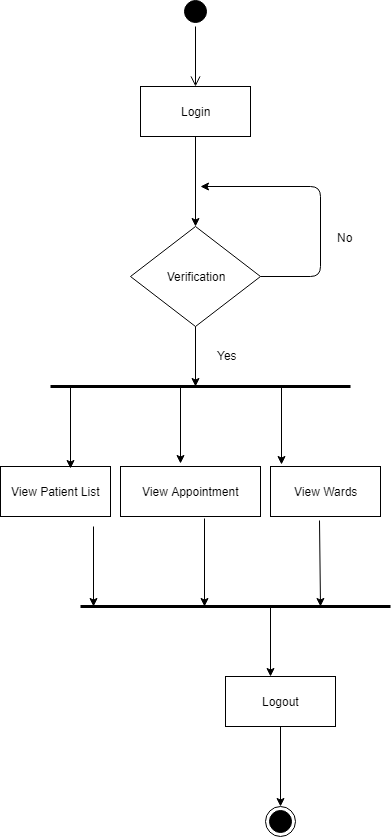 Login
No
Verification
Yes
View Patient List
View Appointment
View Wards
Logout